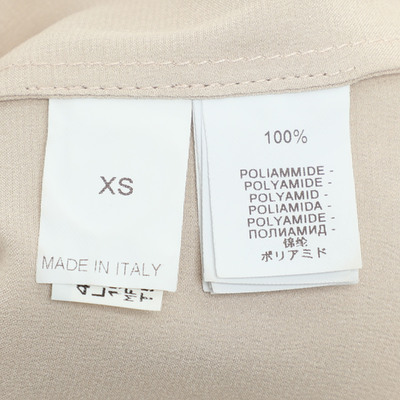 XS
MADE IN ITALY
100%
POLIAMMIDE -
POLYAMIDE -
POLYAMID -
POLIAMIDA -
POLYAMIDE -
ПОЛИАМИД -
锦纶
ポリアミド